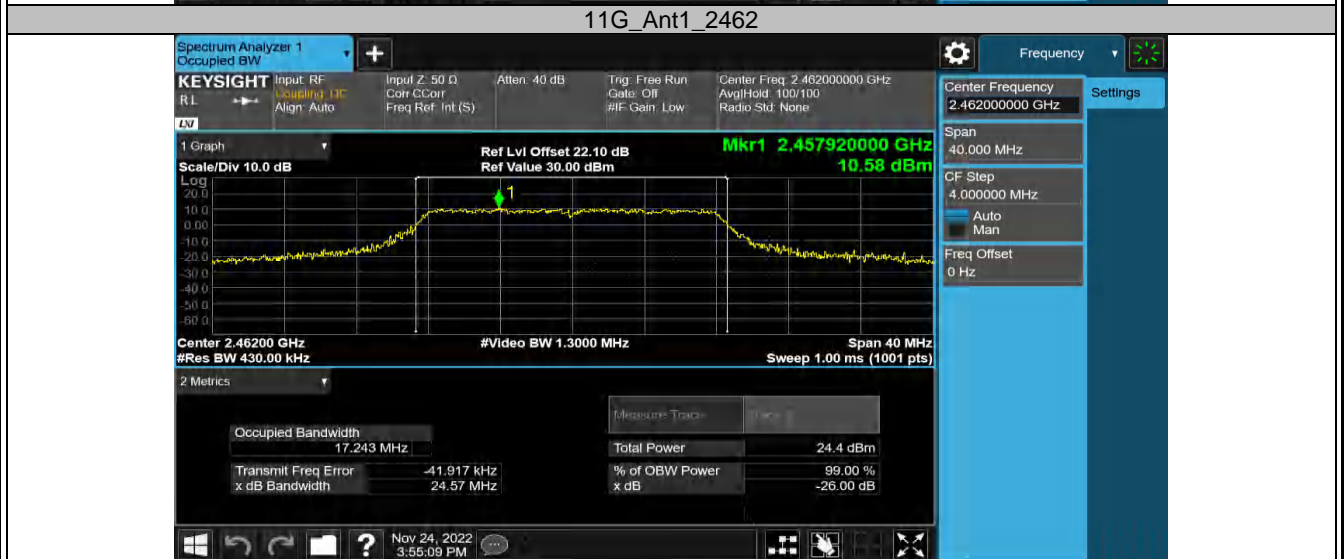 11G_Ant1_2462
Spectrum Analyzer 1
Occupied BW
+
Frequency
KEYSIGHT
RL
LXI
Input: RF
Coupling: DC
Align: Auto
Input Z: 50 Ω
Corr CCorr
Freq Ref: Int (S)
Atten: 40 dB
Trig: Free Run
Gate: Off
#IF Gain: Low
Center Freq: 2.462000000 GHz
Avg|Hold: 100/100
Radio Std: None
Center Frequency
2.462000000 GHz
Settings
Span
40.000 MHz
CF Step
4.000000 MHz
Auto
Man
Freq Offset
0 Hz
1 Graph
Scale/Div 10.0 dB
Ref Lvl Offset 22.10 dB
Ref Value 30.00 dBm
Mkr1 2.457920000 GHz
10.58 dBm
Log
20.0
10.0
0.00
-10.0
-20.0
-30.0
-40.0
-50.0
-60.0
1
Center 2.46200 GHz
#Res BW 430.00 kHz
#Video BW 1.3000 MHz
Span 40 MHz
Sweep 1.00 ms (1001 pts)
2 Metrics
Measure Trace
Trace 1
Occupied Bandwidth
17.243 MHz
Total Power 24.4 dBm
Transmit Freq Error -41.917 kHz
% of OBW Power 99.00 %
x dB Bandwidth 24.57 MHz
x dB -26.00 dB
?
Nov 24, 2022
3:55:09 PM